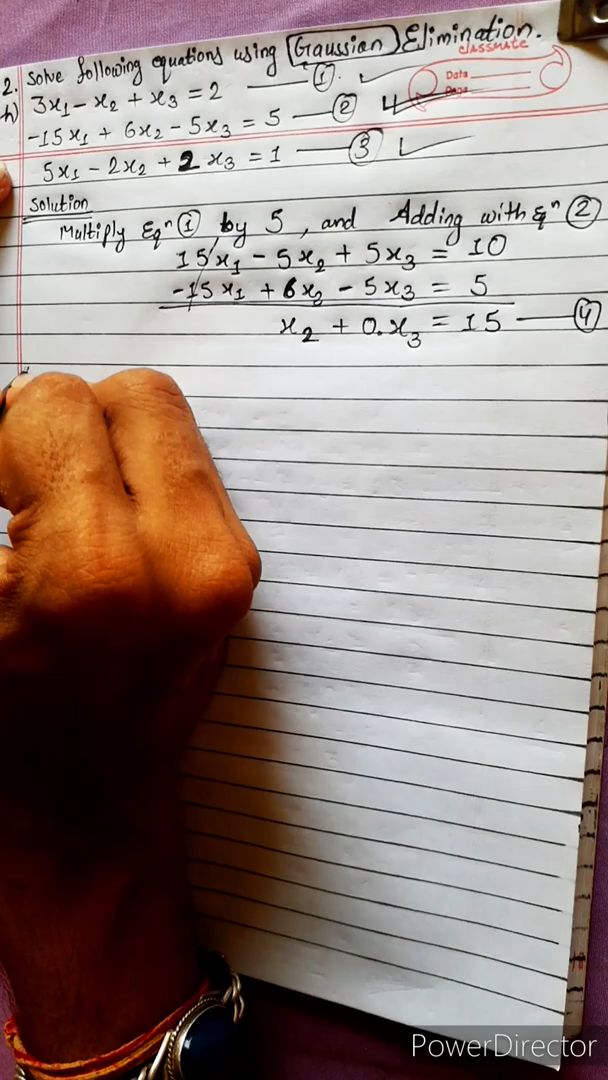 2. Solve following equations using (Gaussian) Elimination.
classmate
Date
Page
h) 3x₁ - x₂ + x₃ = 2 —— ①
-15x₁ + 6x₂ - 5x₃ = 5 —— ②
5x₁ - 2x₂ + 2x₃ = 1 —— ③
Solution
Multiply Eqⁿ ① by 5, and Adding with Eqⁿ ②
15x₁ - 5x₂ + 5x₃ = 10
-15x₁ + 6x₂ - 5x₃ = 5
x₂ + 0.x₃ = 15 —— ④
PowerDirector